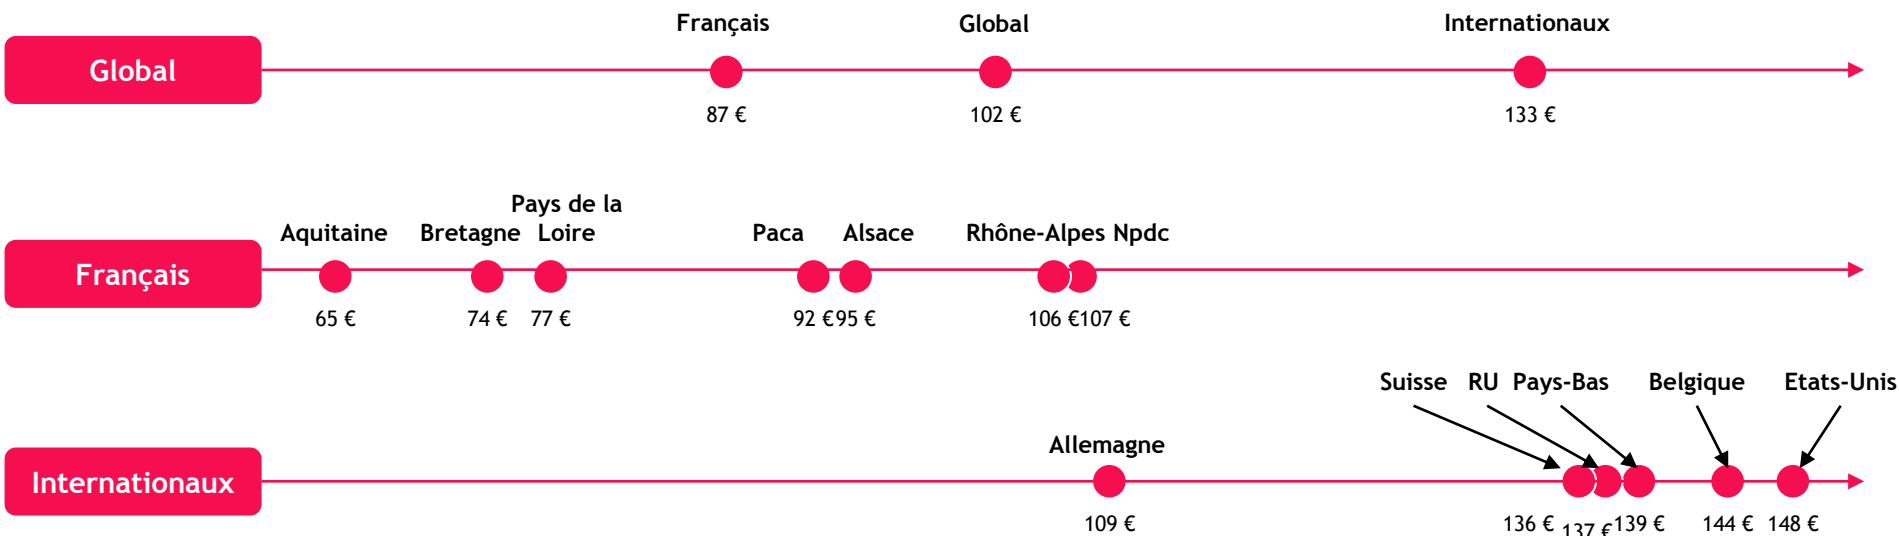 Français Global Internationaux
Global
87 € 102 € 133 €
Pays de la
Aquitaine Bretagne Loire Paca Alsace Rhône-Alpes Npdc
Français
65 € 74 € 77 € 92 € 95 € 106 € 107 €
Suisse RU Pays-Bas Belgique Etats-Unis
Allemagne
Internationaux
109 € 136 € 137 € 139 € 144 € 148 €